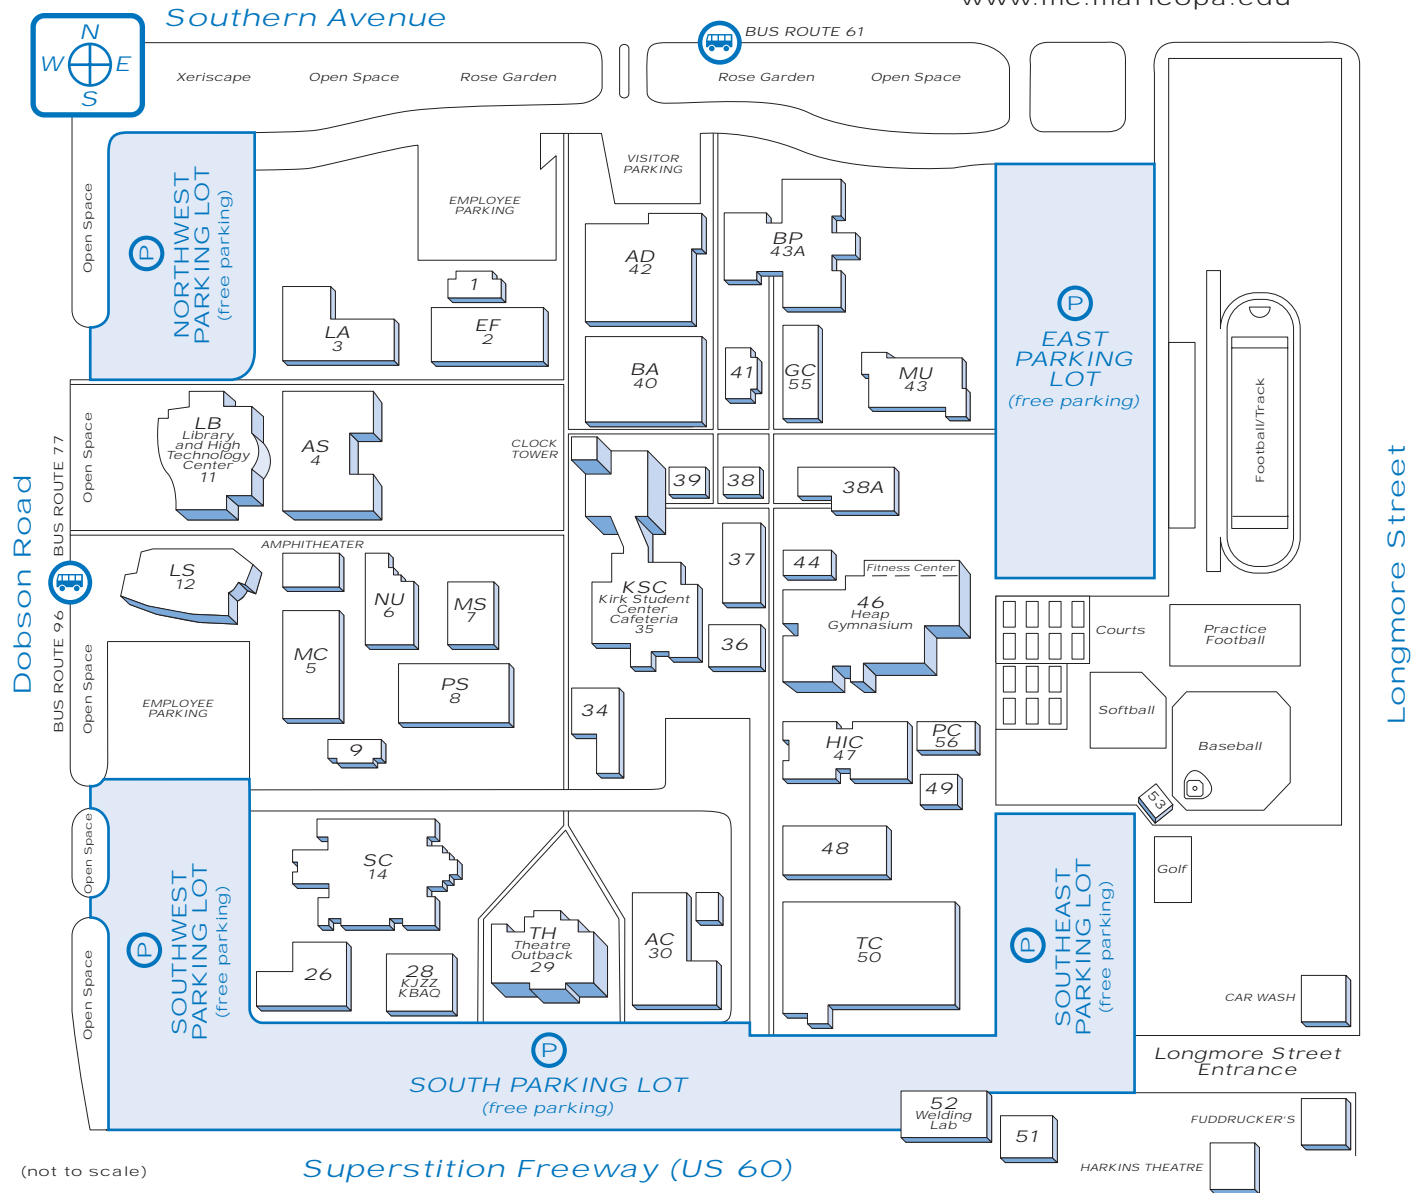 www.mc.maricopa.edu
Southern Avenue
N
W E
S
BUS ROUTE 61
Xeriscape
Open Space
Rose Garden
Rose Garden
Open Space
VISITOR
PARKING
EMPLOYEE
PARKING
Open Space
P
NORTHWEST
PARKING LOT
(free parking)
AD
42
BP
43A
1
EF
2
LA
3
BA
40
41
GC
55
MU
43
P
EAST
PARKING
LOT
(free parking)
Football/Track
Open Space
LB
Library
and High
Technology
Center
11
AS
4
CLOCK
TOWER
39
38
38A
Dobson Road
BUS ROUTE 77
BUS ROUTE 96
Longmore Street
AMPHITHEATER
LS
12
NU
6
MS
7
MC
5
PS
8
9
KSC
Kirk Student
Center
Cafeteria
35
37
36
34
44
Fitness Center
46
Heap
Gymnasium
Courts
Practice
Football
Softball
Baseball
53
Golf
Open Space
EMPLOYEE
PARKING
HIC
47
PC
56
49
48
Open Space
Open Space
P
SOUTHWEST
PARKING LOT
(free parking)
SC
14
26
28
KJZZ
KBAQ
TH
Theatre
Outback
29
AC
30
TC
50
P
SOUTHEAST
PARKING LOT
(free parking)
CAR WASH
P
SOUTH PARKING LOT
(free parking)
Longmore Street
Entrance
52
Welding
Lab
51
FUDDRUCKER'S
HARKINS THEATRE
(not to scale)
Superstition Freeway (US 60)